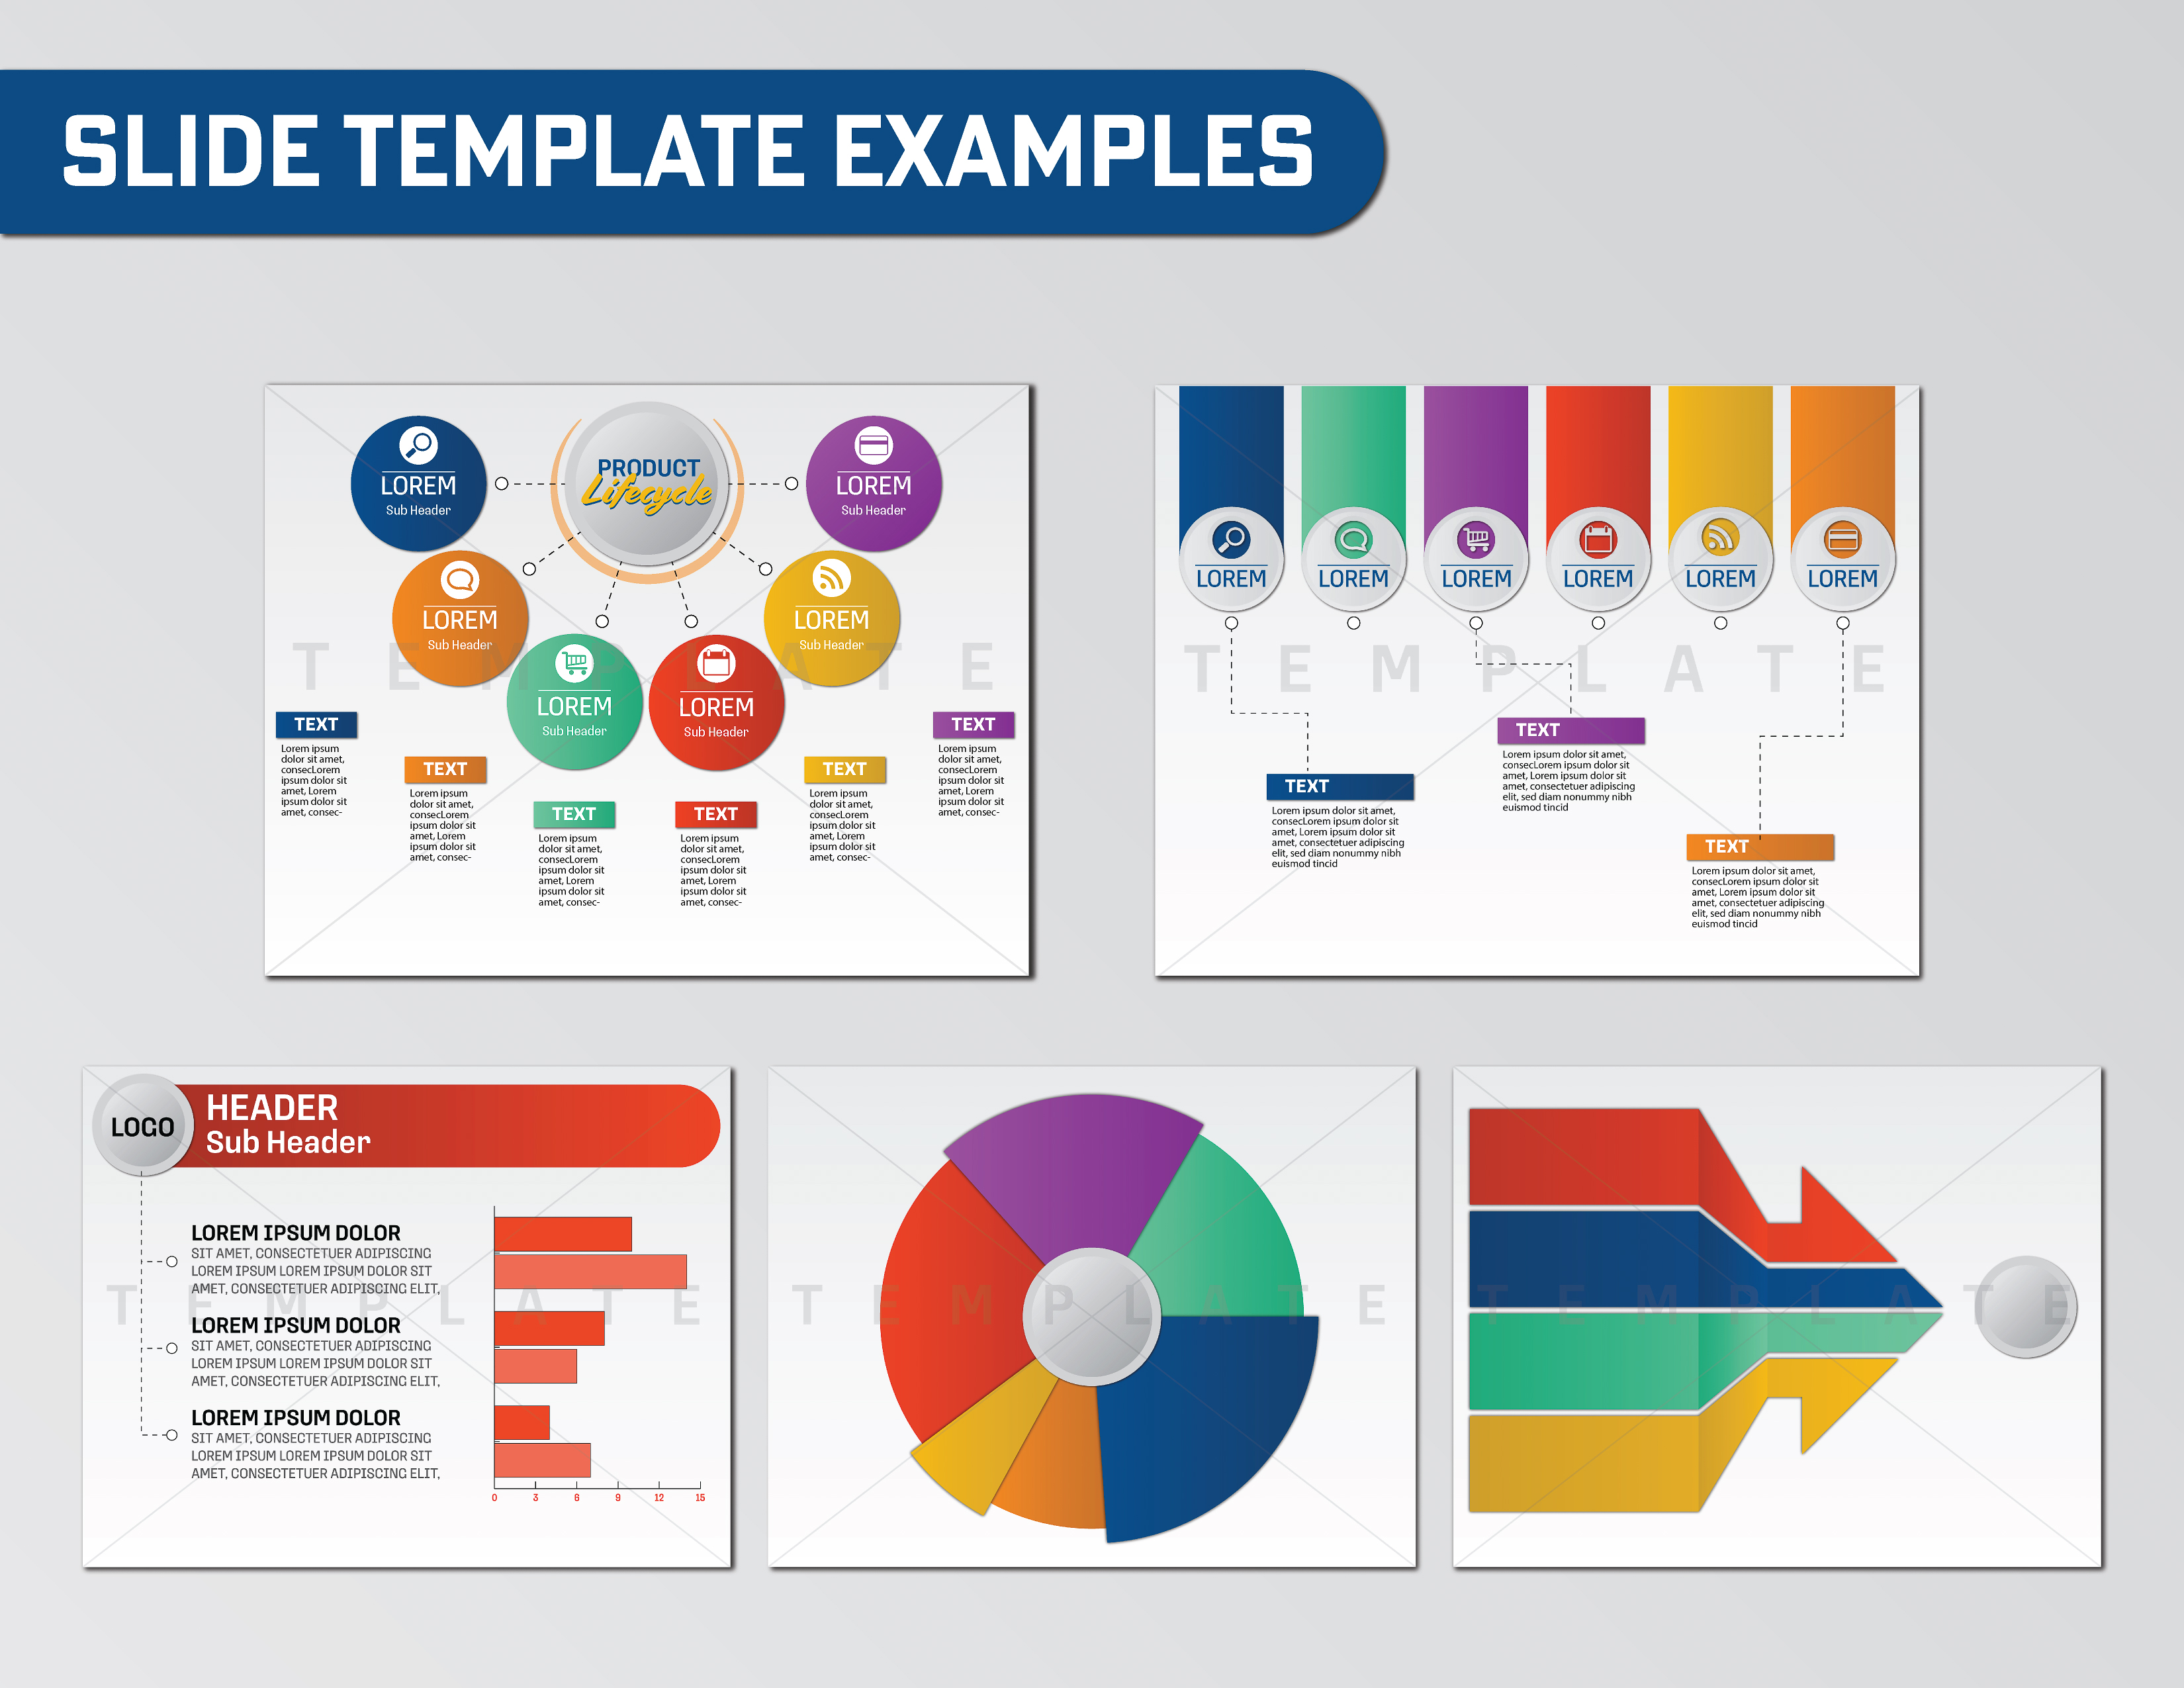 SLIDE TEMPLATE EXAMPLES
PRODUCT
Lifecycle
LOREM
Sub Header
LOREM
Sub Header
LOREM
Sub Header
LOREM
Sub Header
LOREM
Sub Header
LOREM
Sub Header
TEMPLATE
TEXT
Lorem ipsum
dolor sit amet,
consecLorem
ipsum dolor sit
amet, Lorem
ipsum dolor sit
amet, consec-
TEXT
Lorem ipsum
dolor sit amet,
consecLorem
ipsum dolor sit
amet, Lorem
ipsum dolor sit
amet, consec-
TEXT
Lorem ipsum
dolor sit amet,
consecLorem
ipsum dolor sit
amet, Lorem
ipsum dolor sit
amet, consec-
TEXT
Lorem ipsum
dolor sit amet,
consecLorem
ipsum dolor sit
amet, Lorem
ipsum dolor sit
amet, consec-
TEXT
Lorem ipsum
dolor sit amet,
consecLorem
ipsum dolor sit
amet, Lorem
ipsum dolor sit
amet, consec-
TEXT
Lorem ipsum
dolor sit amet,
consecLorem
ipsum dolor sit
amet, Lorem
ipsum dolor sit
amet, consec-
LOREM LOREM LOREM LOREM LOREM LOREM
TEMPLATE
TEXT
Lorem ipsum dolor sit amet,
consecLorem ipsum dolor sit
amet, Lorem ipsum dolor sit
amet, consectetuer adipiscing
elit, sed diam nonummy nibh
euismod tincid
TEXT
Lorem ipsum dolor sit amet,
consecLorem ipsum dolor sit
amet, Lorem ipsum dolor sit
amet, consectetuer adipiscing
elit, sed diam nonummy nibh
euismod tincid
TEXT
Lorem ipsum dolor sit amet,
consecLorem ipsum dolor sit
amet, Lorem ipsum dolor sit
amet, consectetuer adipiscing
elit, sed diam nonummy nibh
euismod tincid
LOGO
HEADER
Sub Header
LOREM IPSUM DOLOR
SIT AMET, CONSECTETUER ADIPISCING
LOREM IPSUM LOREM IPSUM DOLOR SIT
AMET, CONSECTETUER ADIPISCING ELIT,
TEMPLATE
LOREM IPSUM DOLOR
SIT AMET, CONSECTETUER ADIPISCING
LOREM IPSUM LOREM IPSUM DOLOR SIT
AMET, CONSECTETUER ADIPISCING ELIT,
LOREM IPSUM DOLOR
SIT AMET, CONSECTETUER ADIPISCING
LOREM IPSUM LOREM IPSUM DOLOR SIT
AMET, CONSECTETUER ADIPISCING ELIT,
0 3 6 9 12 15
TEMPLATE
TEMPLATE